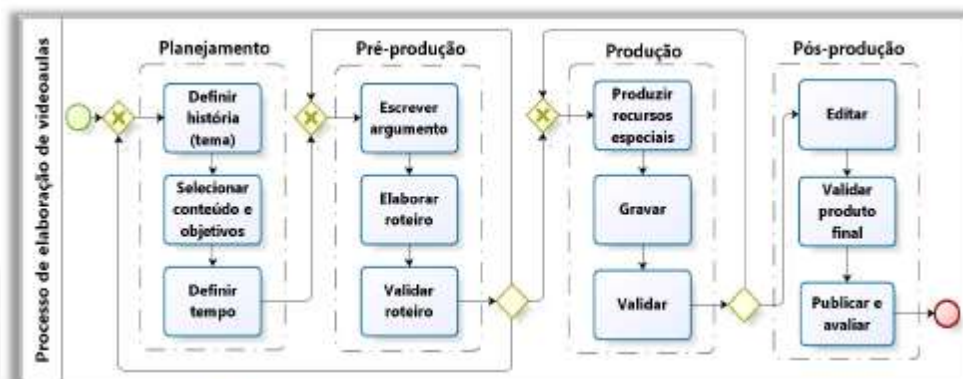 Processo de elaboração de videoaulas
Planejamento
Definir
história
(tema)
Selecionar
conteúdo e
objetivos
Definir
tempo
Pré-produção
Escrever
argumento
Elaborar
roteiro
Validar
roteiro
Produção
Produzir
recursos
especiais
Gravar
Validar
Pós-produção
Editar
Validar
produto
final
Publicar e
avaliar